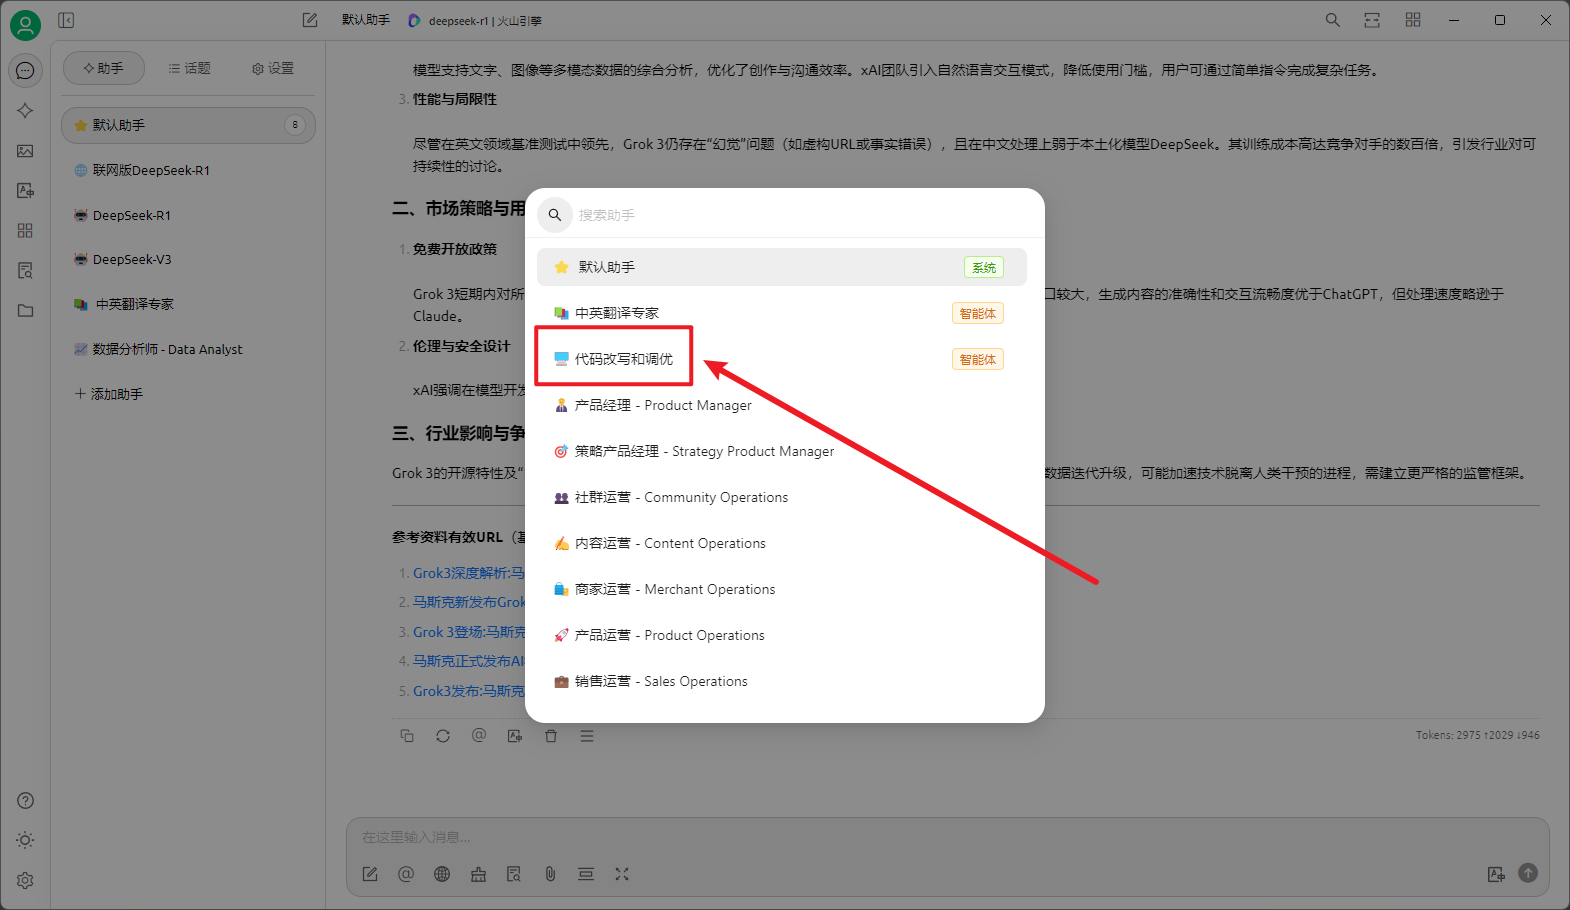 默认助手
deepseek-r1 | 火山引擎
助手
话题
设置
默认助手
8
联网版DeepSeek-R1
DeepSeek-R1
DeepSeek-V3
中英翻译专家
数据分析师 - Data Analyst
添加助手
模型支持文字、图像等多模态数据的综合分析，优化了创作与沟通效率。xAI团队引入自然语言交互模式，降低使用门槛，用户可通过简单指令完成复杂任务。
3. 性能与局限性
尽管在英文领域基准测试中领先，Grok 3仍存在“幻觉”问题（如虚构URL或事实错误），且在中文处理上弱于本土化模型DeepSeek。其训练成本高达竞争对手的数百倍，引发行业对可
持续性的讨论。
二、市场策略与用
1. 免费开放政策
Grok 3短期内对所
口较大，生成内容的准确性和交互流畅度优于ChatGPT，但处理速度略逊于
Claude。
2. 伦理与安全设计
xAI强调在模型开发
三、行业影响与争
Grok 3的开源特性及“
数据迭代升级，可能加速技术脱离人类干预的进程，需建立更严格的监管框架。
参考资料有效URL（基
1. Grok3深度解析:马
2. 马斯克新发布Grok
3. Grok 3登场:马斯克
4. 马斯克正式发布AI
5. Grok3发布:马斯克
Tokens: 2975 ↑2029 ↓946
在这里输入消息...
搜索助手
默认助手
系统
中英翻译专家
智能体
代码改写和调优
智能体
产品经理 - Product Manager
策略产品经理 - Strategy Product Manager
社群运营 - Community Operations
内容运营 - Content Operations
商家运营 - Merchant Operations
产品运营 - Product Operations
销售运营 - Sales Operations